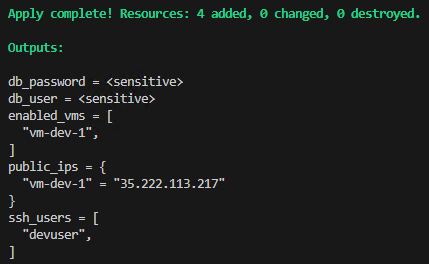 Apply complete! Resources: 4 added, 0 changed, 0 destroyed.
Outputs:
db_password = <sensitive>
db_user = <sensitive>
enabled_vms = [
  "vm-dev-1",
]
public_ips = {
  "vm-dev-1" = "35.222.113.217"
}
ssh_users = [
  "devuser",
]